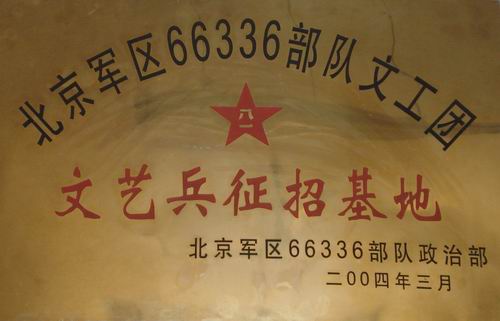 北京军区66336部队文工团
八一
文艺兵征招基地
北京军区66336部队政治部
二00四年三月